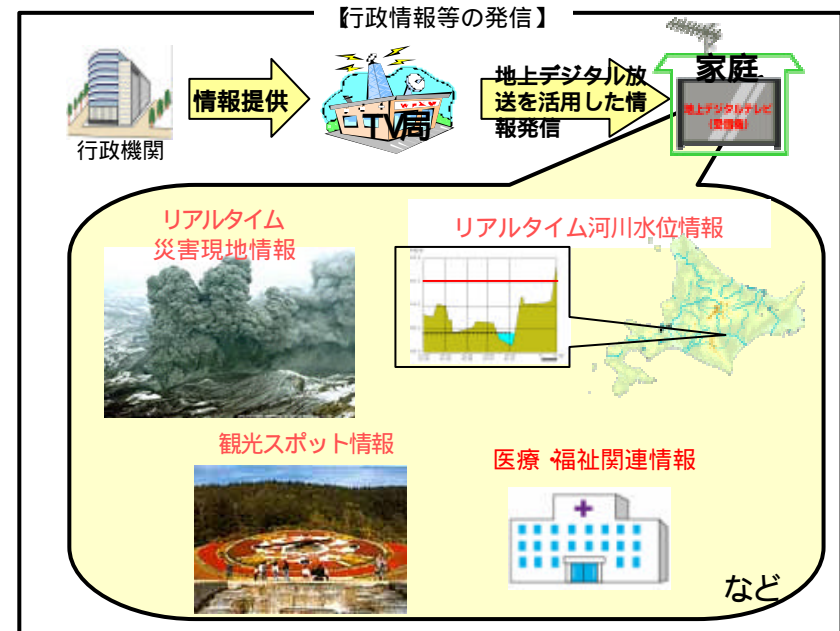 【行政情報等の発信】
情報提供
TV局
地上デジタル放
送を活用した情
報発信
家庭
地上デジタルテレビ
(受信機)
行政機関
リアルタイム
災害現地情報
リアルタイム河川水位情報
観光スポット情報
医療・福祉関連情報
など